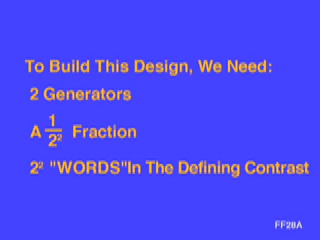 To Build This Design, We Need:
2 Generators
A 1/2² Fraction
2² "WORDS"In The Defining Contrast
FF28A